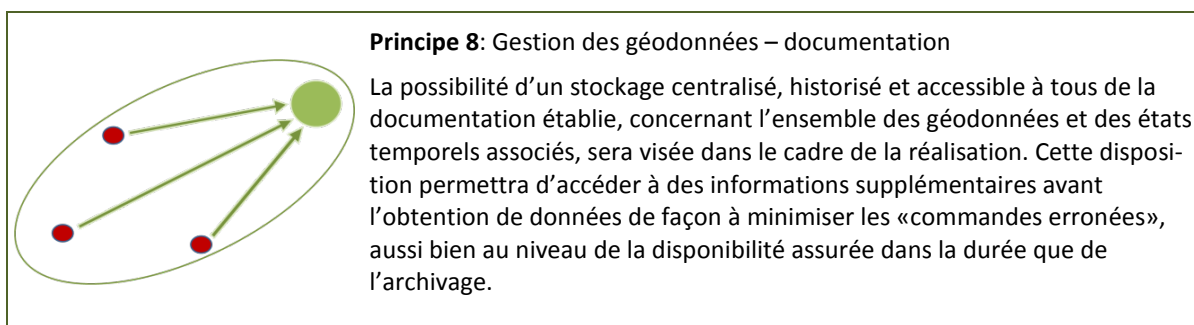 Principe 8: Gestion des géodonnées – documentation
La possibilité d’un stockage centralisé, historisé et accessible à tous de la
documentation établie, concernant l’ensemble des géodonnées et des états
temporels associés, sera visée dans le cadre de la réalisation. Cette disposi-
tion permettra d’accéder à des informations supplémentaires avant
l’obtention de données de façon à minimiser les «commandes erronées»,
aussi bien au niveau de la disponibilité assurée dans la durée que de
l’archivage.